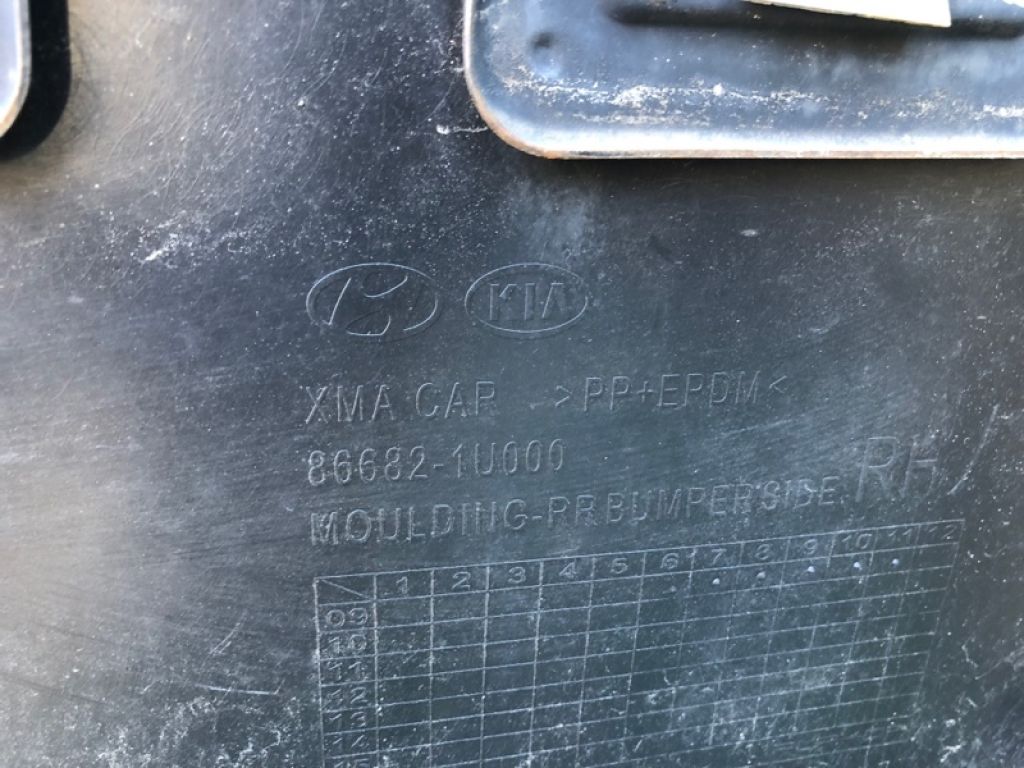 KIA
XMA CAR >PP+EPDM<
86682-1U000
MOULDING-RR BUMPER SIDE, RH
1 2 3 4 5 6 7 8 9 10 11 12
09
10
11
12
13
14
15